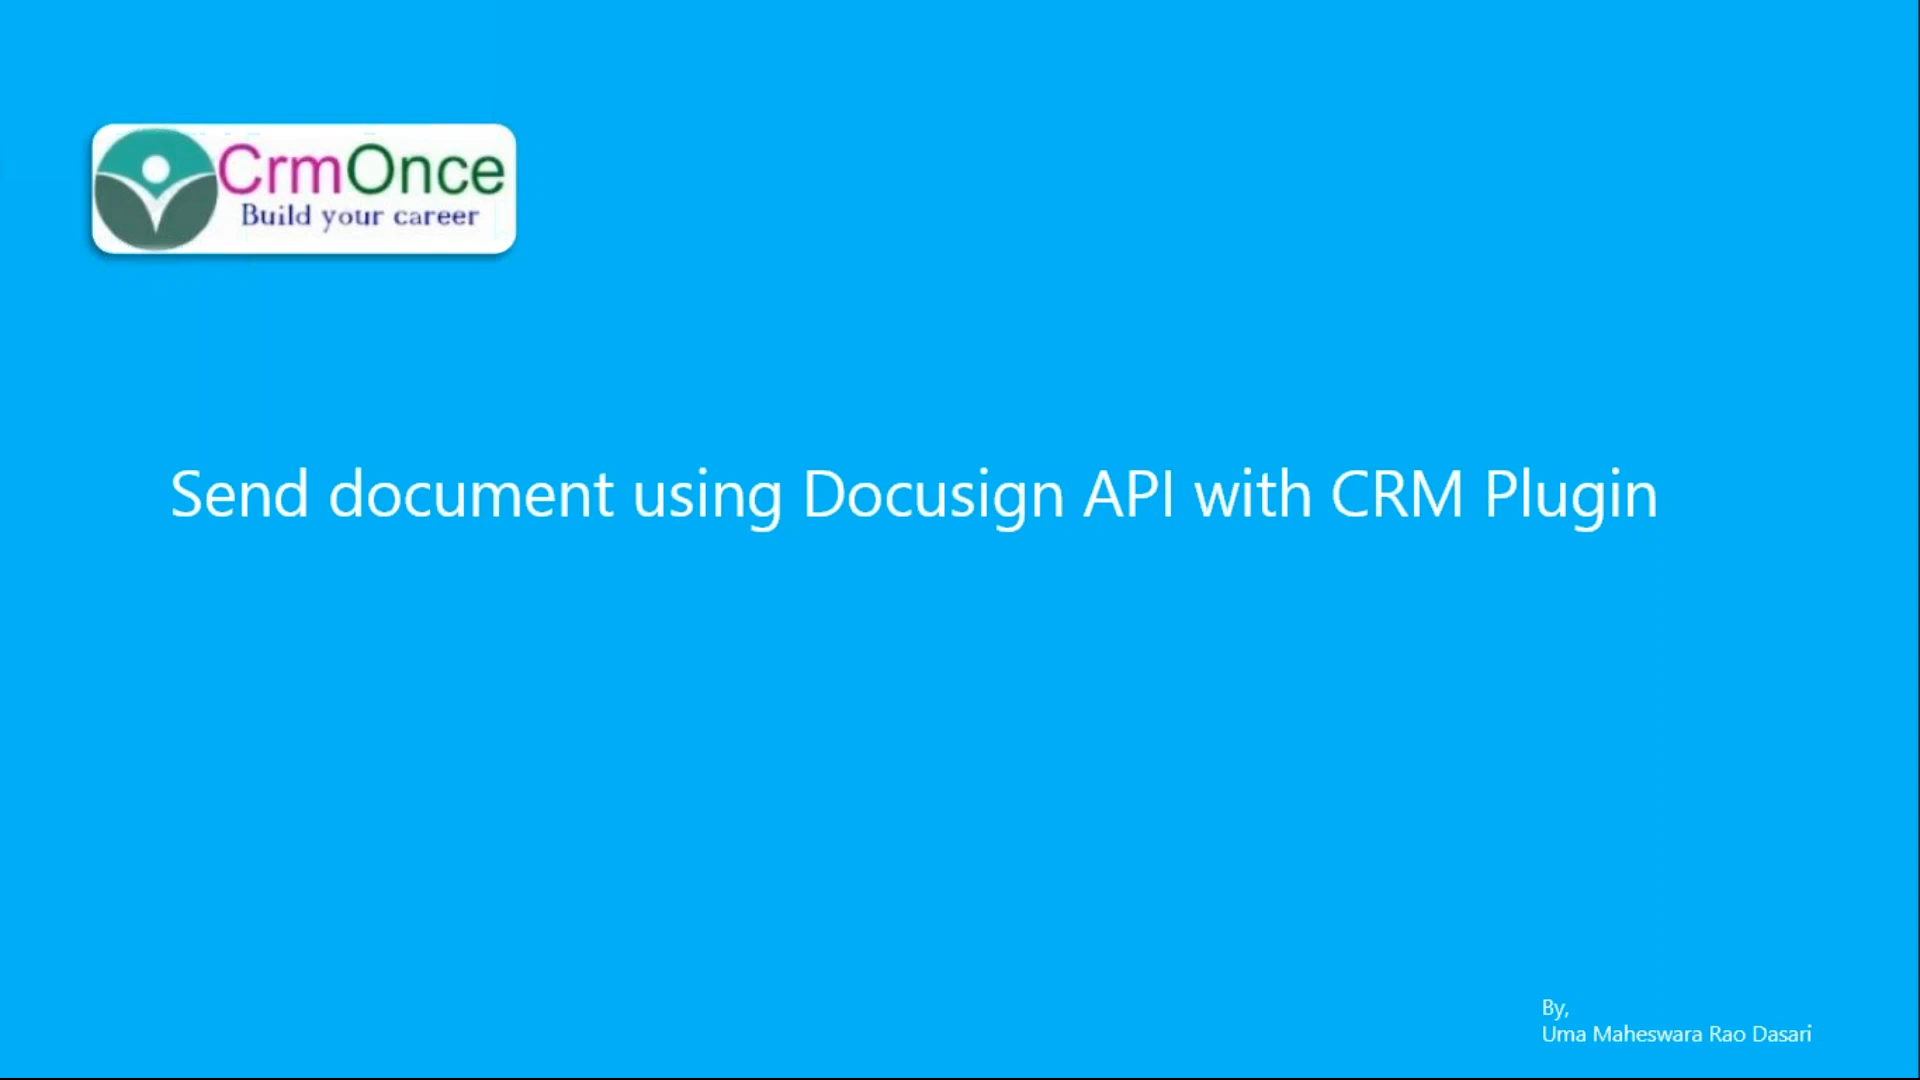 CrmOnce
Build your career
Send document using Docusign API with CRM Plugin
By,
Uma Maheswara Rao Dasari